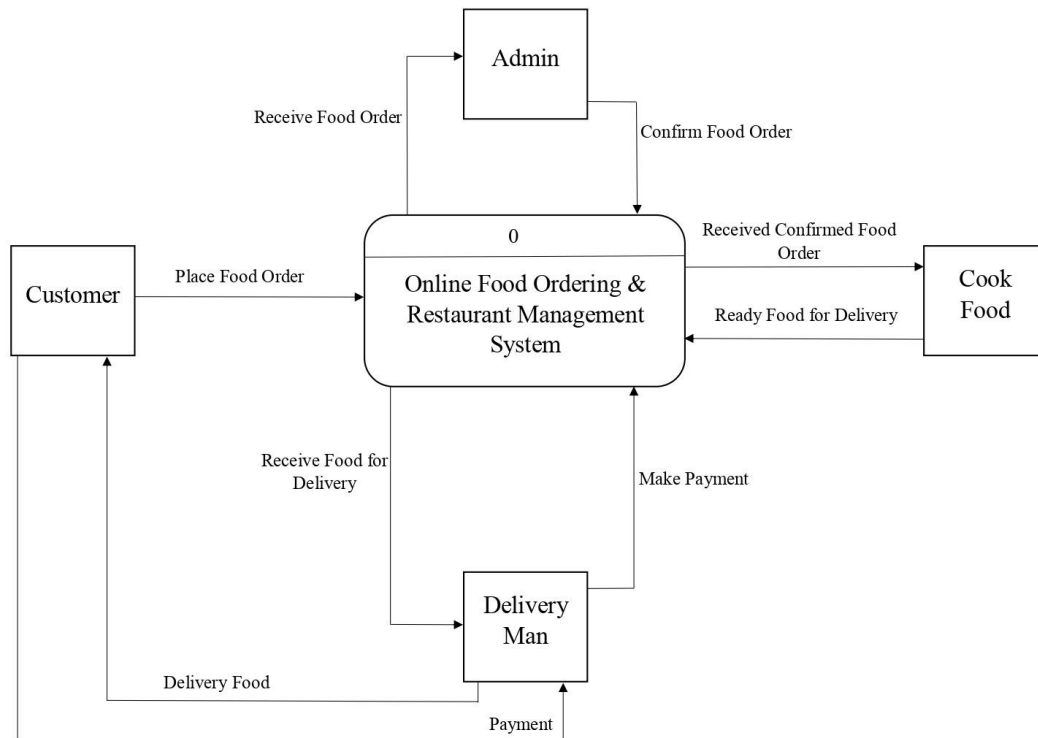 Admin
Receive Food Order
Confirm Food Order
0
Online Food Ordering &
Restaurant Management
System
Received Confirmed Food
Order
Customer
Place Food Order
Cook
Food
Ready Food for Delivery
Receive Food for
Delivery
Make Payment
Delivery
Man
Delivery Food
Payment